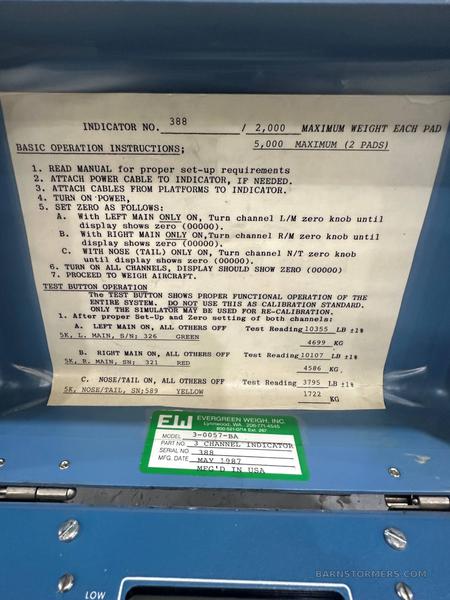 INDICATOR NO. 388 / 2,000 MAXIMUM WEIGHT EACH PAD
BASIC OPERATION INSTRUCTIONS; 5,000 MAXIMUM (2 PADS)
1. READ MANUAL for proper set-up requirements
2. ATTACH POWER CABLE TO INDICATOR, IF NEEDED.
3. ATTACH CABLES FROM PLATFORMS TO INDICATOR.
4. TURN ON POWER,
5. SET ZERO AS FOLLOWS:
A. With LEFT MAIN ONLY ON, Turn channel L/M zero knob until
display shows zero (00000).
B. With RIGHT MAIN ONLY ON,Turn channel R/M zero knob until
display shows zero (00000).
C. WITH NOSE (TAIL) ONLY ON, Turn channel N/T zero knob
until display shows zero (00000).
6. TURN ON ALL CHANNELS, DISPLAY SHOULD SHOW ZERO (00000)
7. PROCEED TO WEIGH AIRCRAFT.
TEST BUTTON OPERATION
The TEST BUTTON SHOWS PROPER FUNCTIONAL OPERATION OF THE
ENTIRE SYSTEM. DO NOT USE THIS AS CALIBRATION STANDARD.
ONLY THE SIMULATOR MAY BE USED FOR RE-CALIBRATION.
1. After proper Set-Up and Zero setting of both channels:
A. LEFT MAIN ON, ALL OTHERS OFF Test Reading 10355 LB ±1%
5K, L. MAIN, S/N; 326 GREEN
4699 KG
B. RIGHT MAIN ON, ALL OTHERS OFF Test Reading 10107 LB ±1%
5K, R. MAIN, SN; 321 RED
4586 KG
C. NOSE/TAIL ON, ALL OTHERS OFF Test Reading 3795 LB ±1%
5K, NOSE/TAIL, SN;589 YELLOW
1722 KG
EW EVERGREEN WEIGH, INC.
Lynnwood, WA. 206-771-4545
800-521-0714 Ext. 267
MODEL 3-0057-BA
PART NO 3 CHANNEL INDICATOR
SERIAL NO. 388
MFG. DATE MAY 1987
MFG'D IN USA
LOW
BARNSTORMERS.COM